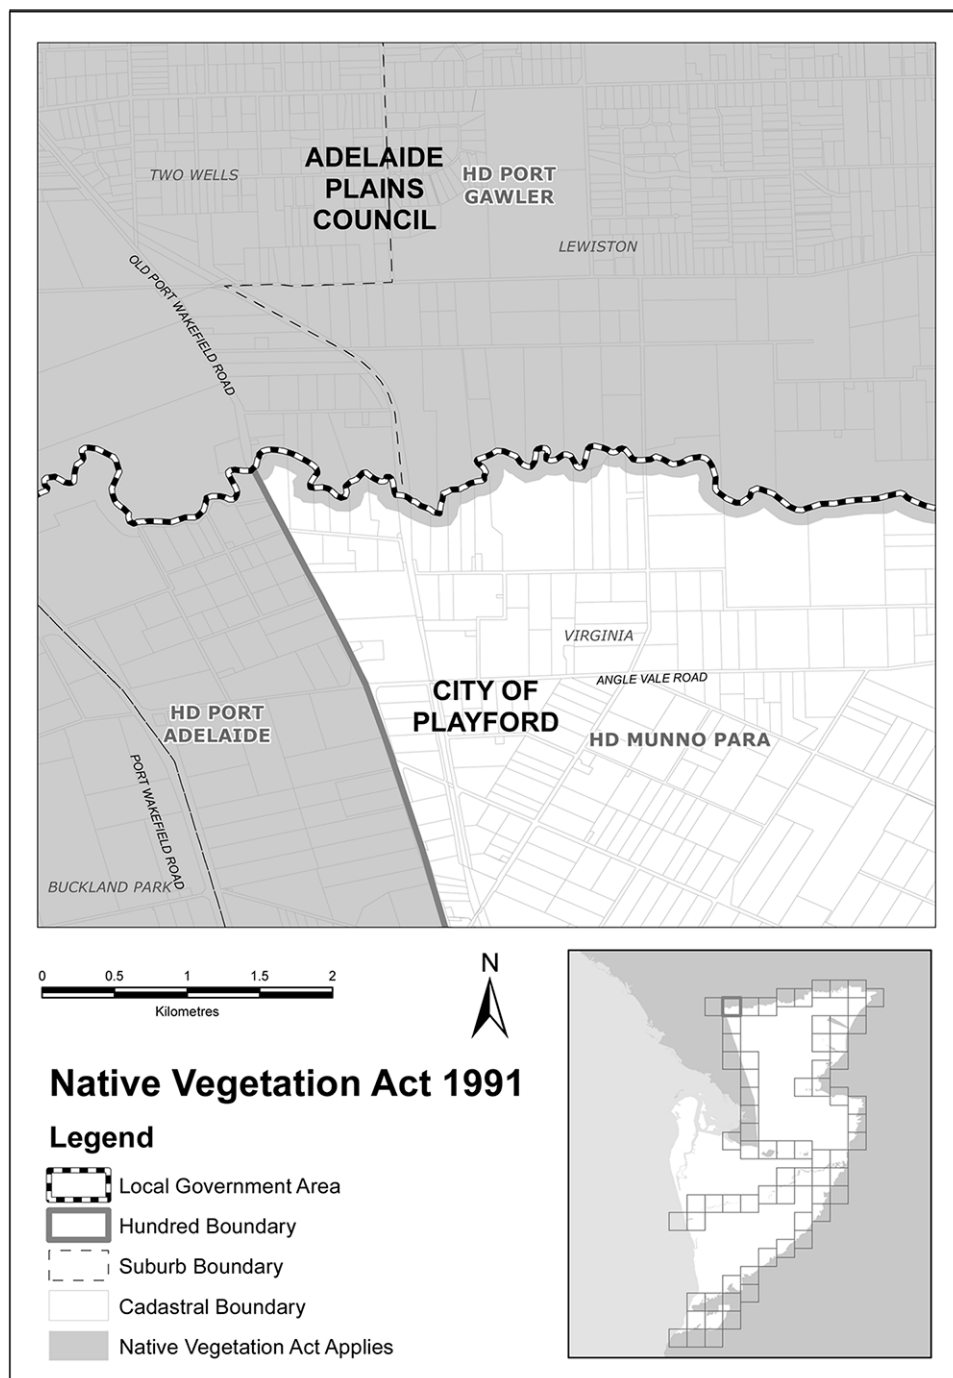 ADELAIDE
PLAINS
COUNCIL
HD PORT
GAWLER
TWO WELLS
LEWISTON
OLD PORT WAKEFIELD ROAD
VIRGINIA
ANGLE VALE ROAD
CITY OF
PLAYFORD
HD PORT
ADELAIDE
HD MUNNO PARA
PORT WAKEFIELD ROAD
BUCKLAND PARK
0 0.5 1 1.5 2
Kilometres
N
Native Vegetation Act 1991
Legend
Local Government Area
Hundred Boundary
Suburb Boundary
Cadastral Boundary
Native Vegetation Act Applies